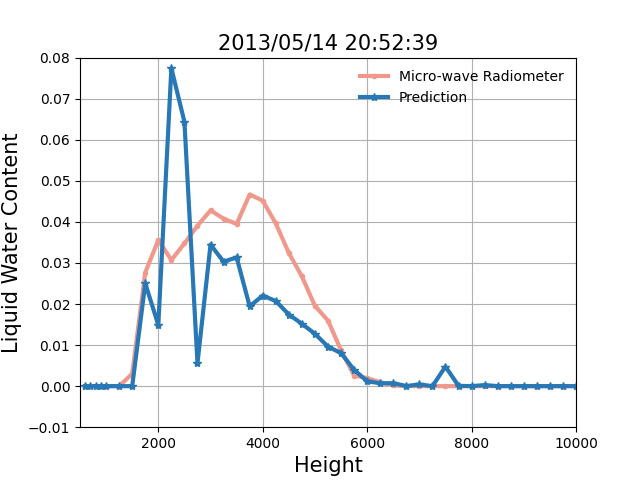 2013/05/14 20:52:39
Micro-wave Radiometer
Prediction
Liquid Water Content
0.08
0.07
0.06
0.05
0.04
0.03
0.02
0.01
0.00
−0.01
2000 4000 6000 8000 10000
Height